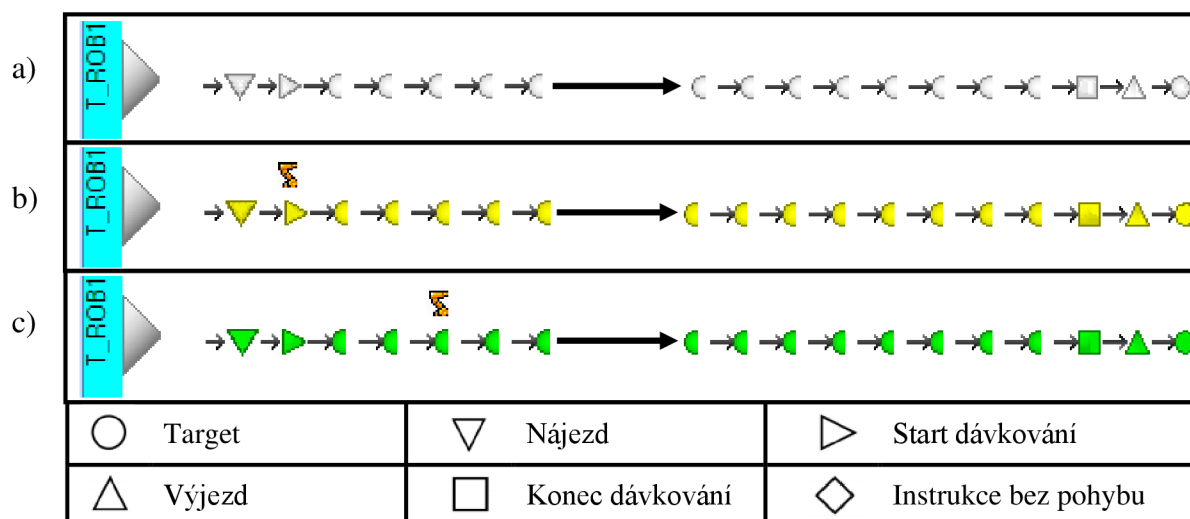 a)
T_ROB1
b)
T_ROB1
c)
T_ROB1
Target
Nájezd
Start dávkování
Výjezd
Konec dávkování
Instrukce bez pohybu